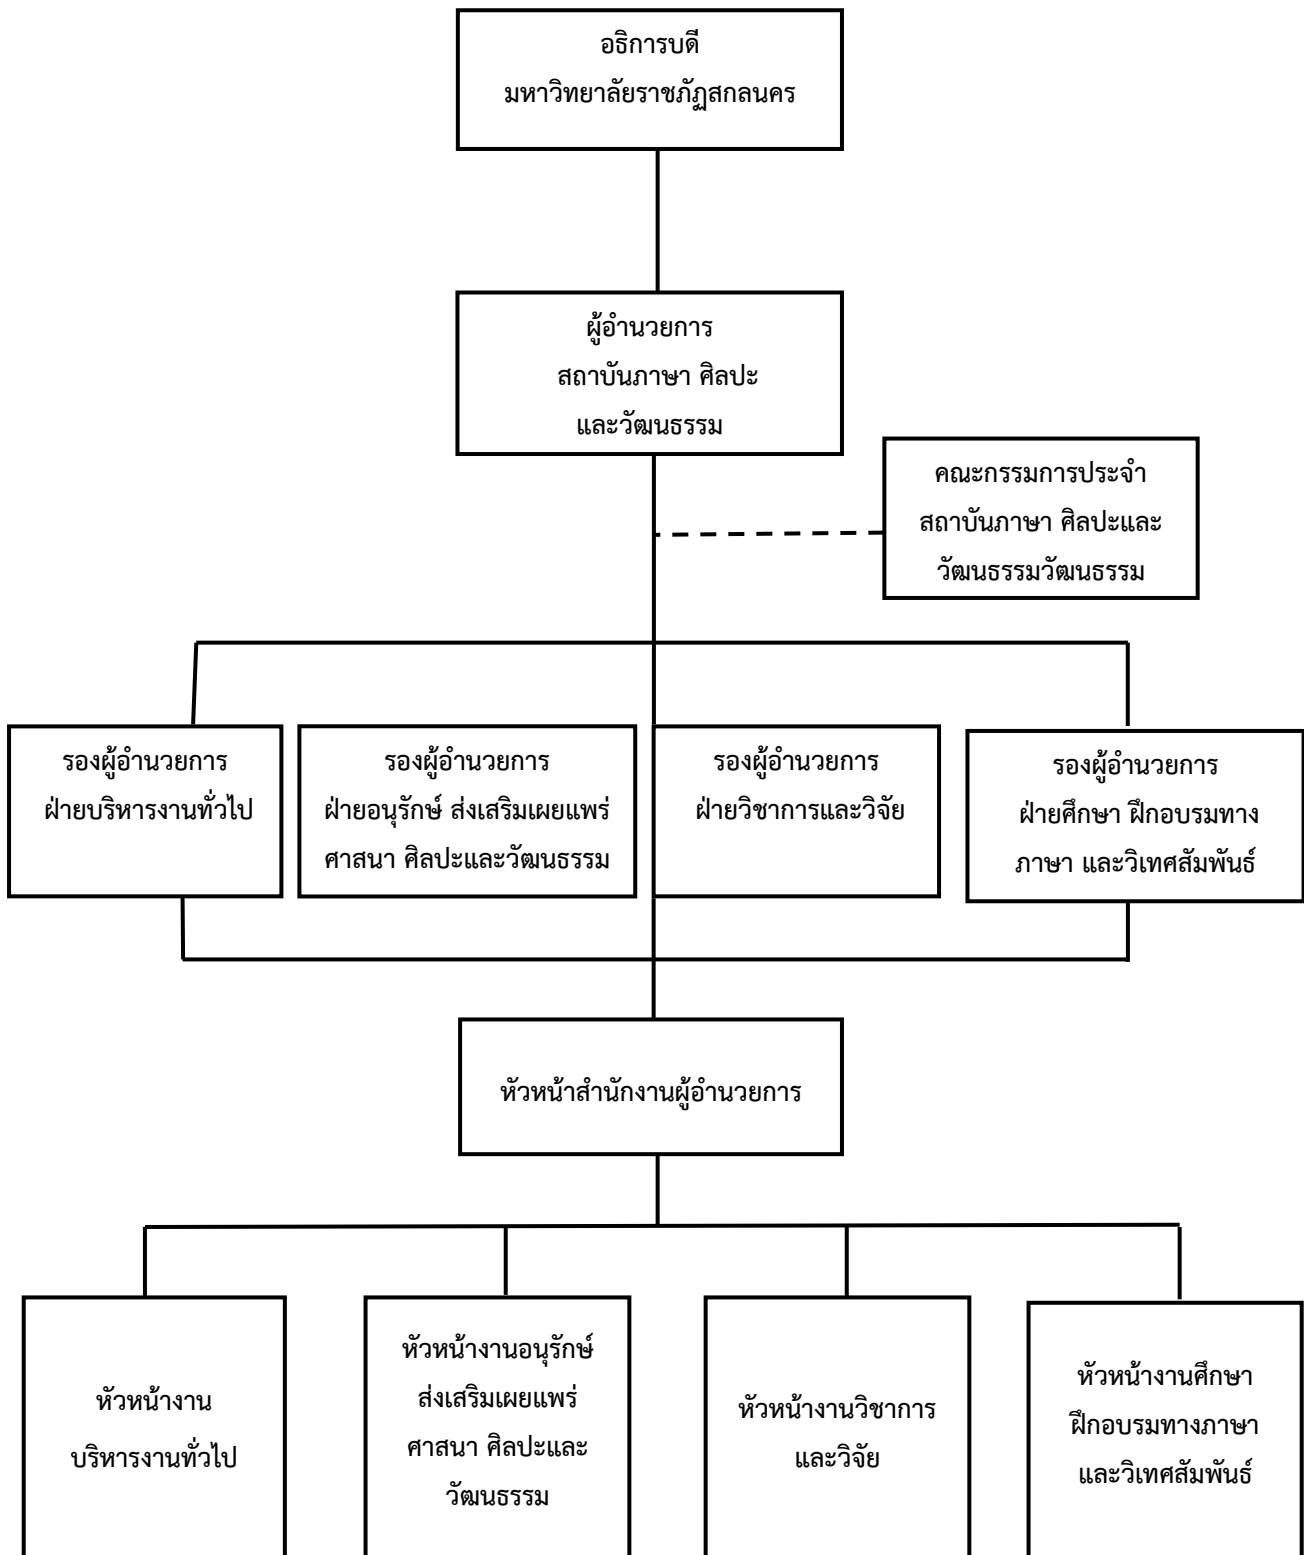 อธิการบดี
มหาวิทยาลัยราชภัฏสกลนคร
ผู้อำนวยการ
สถาบันภาษา ศิลปะ
และวัฒนธรรม
คณะกรรมการประจำ
สถาบันภาษา ศิลปะและ
วัฒนธรรมวัฒนธรรม
รองผู้อำนวยการ
ฝ่ายบริหารงานทั่วไป
รองผู้อำนวยการ
ฝ่ายอนุรักษ์ ส่งเสริมเผยแพร่
ศาสนา ศิลปะและวัฒนธรรม
รองผู้อำนวยการ
ฝ่ายวิชาการและวิจัย
รองผู้อำนวยการ
ฝ่ายศึกษา ฝึกอบรมทาง
ภาษา และวิเทศสัมพันธ์
หัวหน้าสำนักงานผู้อำนวยการ
หัวหน้างาน
บริหารงานทั่วไป
หัวหน้างานอนุรักษ์
ส่งเสริมเผยแพร่
ศาสนา ศิลปะและ
วัฒนธรรม
หัวหน้างานวิชาการ
และวิจัย
หัวหน้างานศึกษา
ฝึกอบรมทางภาษา
และวิเทศสัมพันธ์